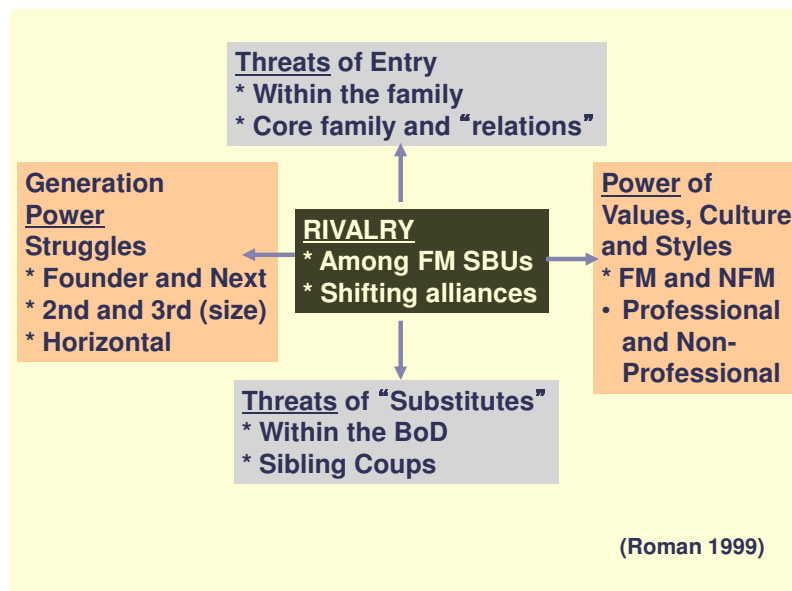 Threats of Entry
* Within the family
* Core family and “relations”
Generation
Power
Struggles
* Founder and Next
* 2nd and 3rd (size)
* Horizontal
RIVALRY
* Among FM SBUs
* Shifting alliances
Power of
Values, Culture
and Styles
* FM and NFM
• Professional
and Non-
Professional
Threats of “Substitutes”
* Within the BoD
* Sibling Coups
(Roman 1999)